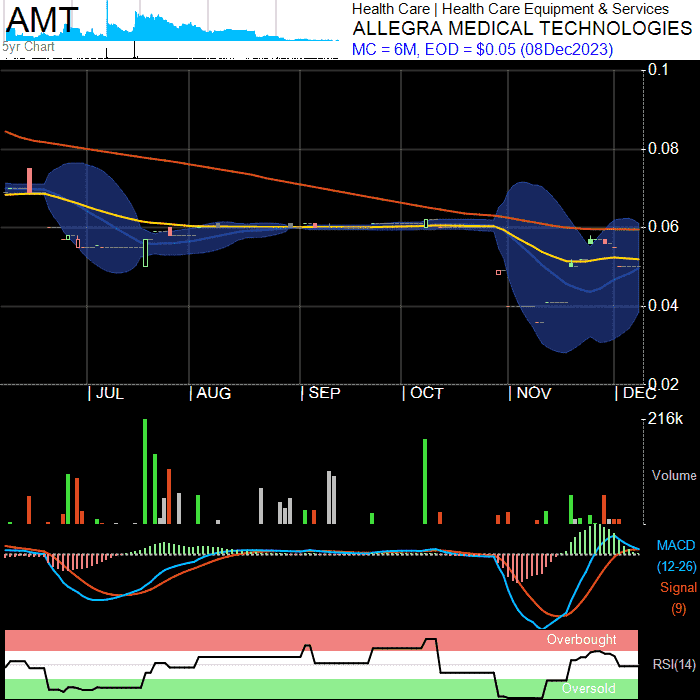 AMT
5yr Chart
Health Care | Health Care Equipment & Services
ALLEGRA MEDICAL TECHNOLOGIES
MC = 6M, EOD = $0.05 (08Dec2023)
0.1
0.08
0.06
0.04
0.02
JUL AUG SEP OCT NOV DEC
216k
Volume
MACD
(12-26)
Signal
(9)
Overbought
RSI(14)
Oversold